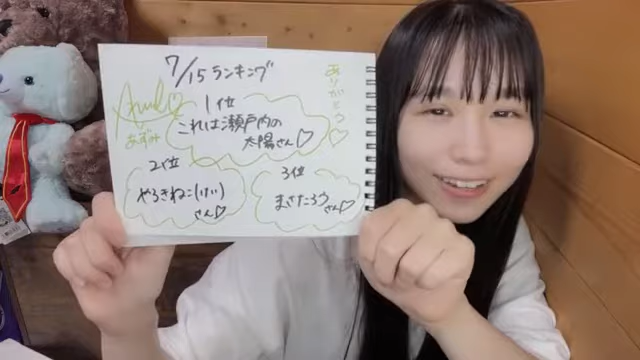 7/15ランキング
ありがとう♡
1位
これは瀬戸内の
太陽さん♡
あずみ
2位
やるきねこ(けい)
さん♡
3位
まさたろう
さん♡